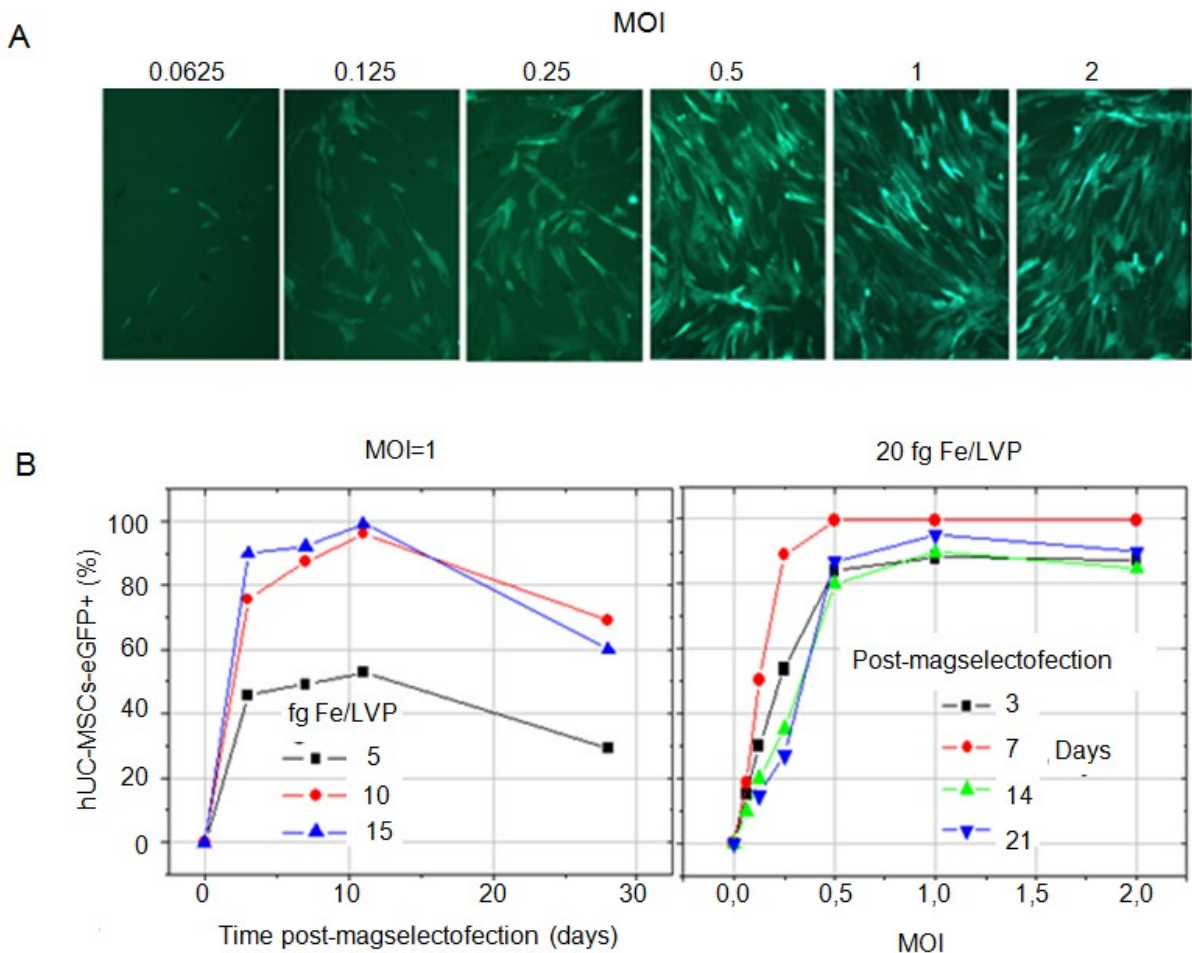 A
MOI
0.0625 0.125 0.25 0.5 1 2
B
MOI=1
hUC-MSCs-eGFP+ (%)
100
80
60
40
20
0
fg Fe/LVP
5
10
15
0 10 20 30
Time post-magselectofection (days)
20 fg Fe/LVP
Post-magselectofection
3
7 Days
14
21
0,0 0,5 1,0 1,5 2,0
MOI